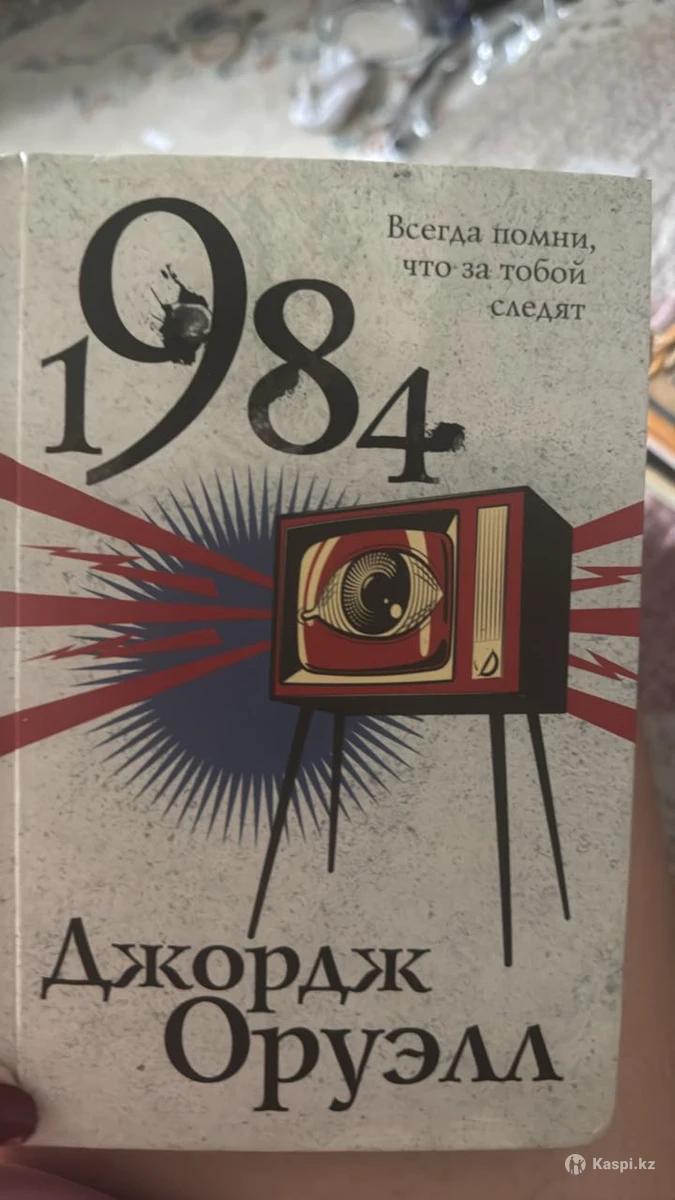 1984
Всегда помни,
что за тобой
следят
Джордж
Оруэлл
Kaspi.kz